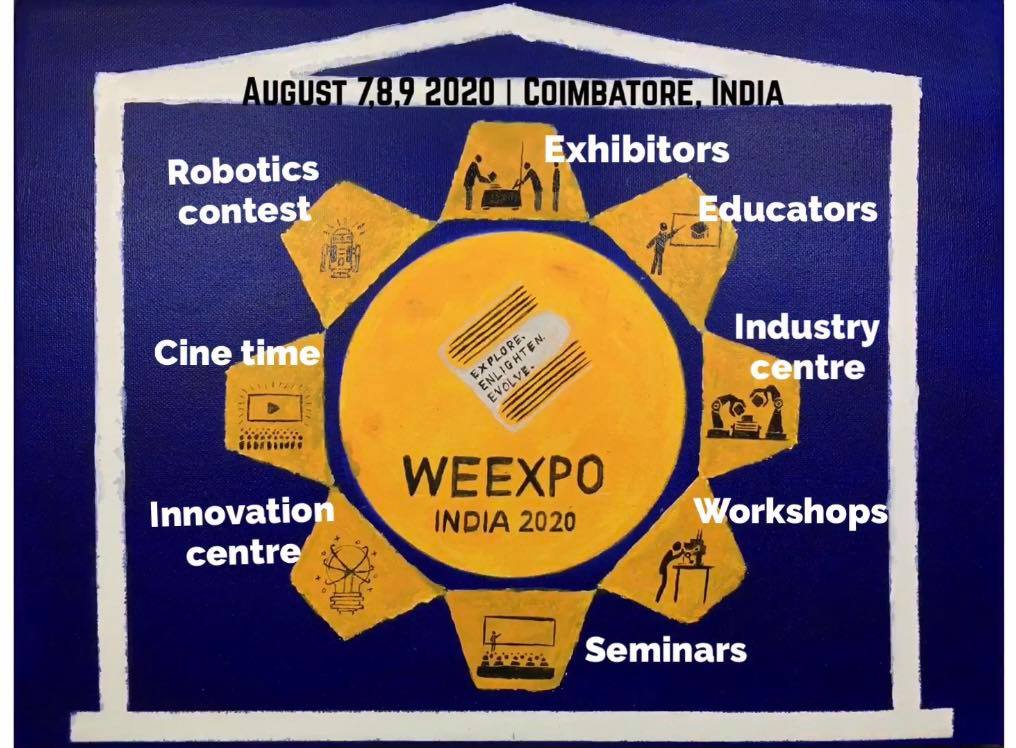 AUGUST 7,8,9 2020 | COIMBATORE, INDIA
Exhibitors
Robotics
contest
Educators
Industry
centre
Cine time
EXPLORE.
ENLIGHTEN.
EVOLVE.
WEEXPO
INDIA 2020
Innovation
centre
Workshops
Seminars